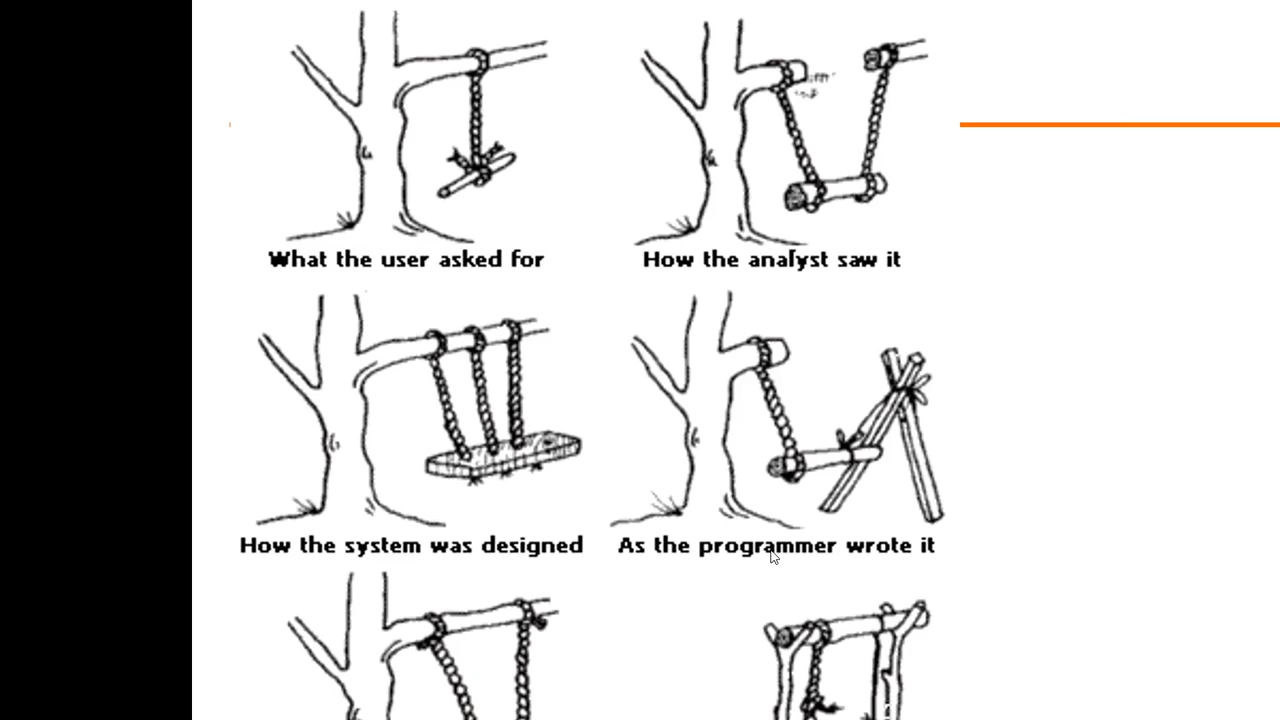 What the user asked for
How the analyst saw it
How the system was designed
As the programmer wrote it